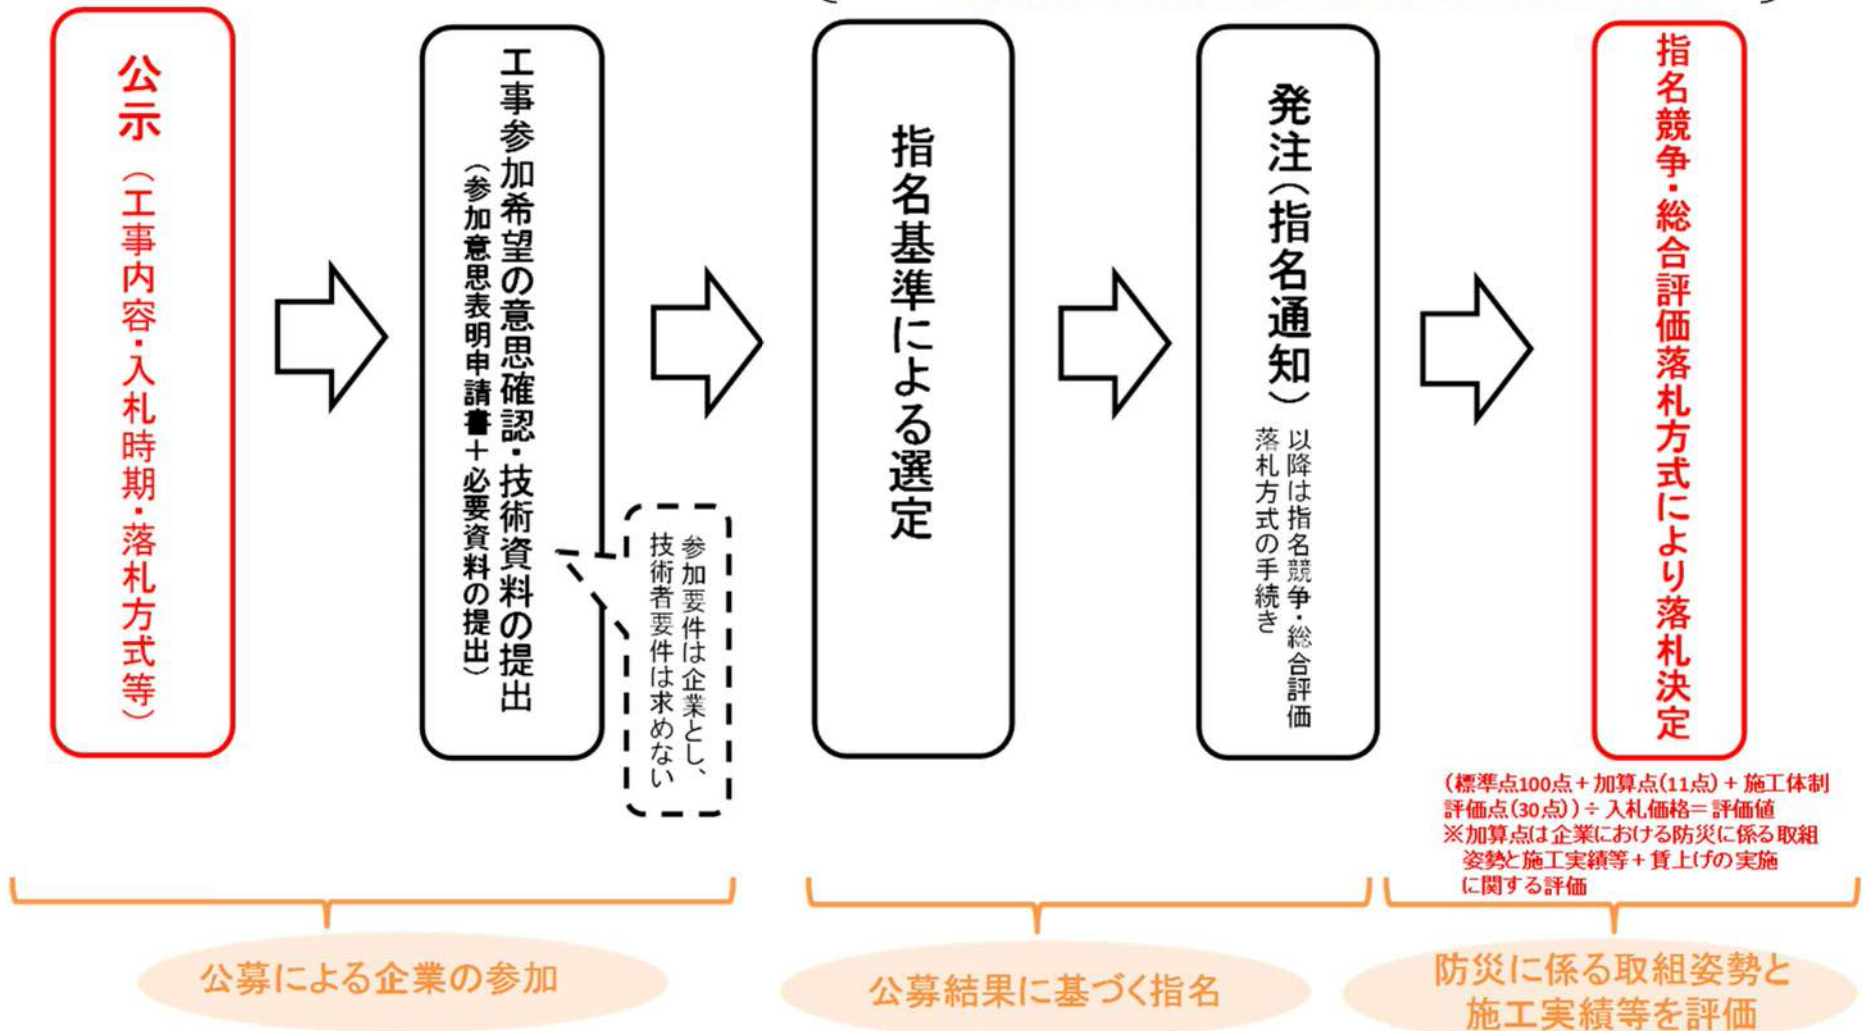 公示(工事内容・入札時期・落札方式等)
工事参加希望の意思確認・技術資料の提出
(参加意思表明申請書+必要資料の提出)
参加要件は企業とし、
技術者要件は求めない
指名基準による選定
発注(指名通知)
以降は指名競争・総合評価
落札方式の手続き
指名競争・総合評価落札方式により落札決定
(標準点100点+加算点(11点)+施工体制
評価点(30点))÷入札価格=評価値
※加算点は企業における防災に係る取組
姿勢と施工実績等+賃上げの実施
に関する評価
公募による企業の参加
公募結果に基づく指名
防災に係る取組姿勢と
施工実績等を評価